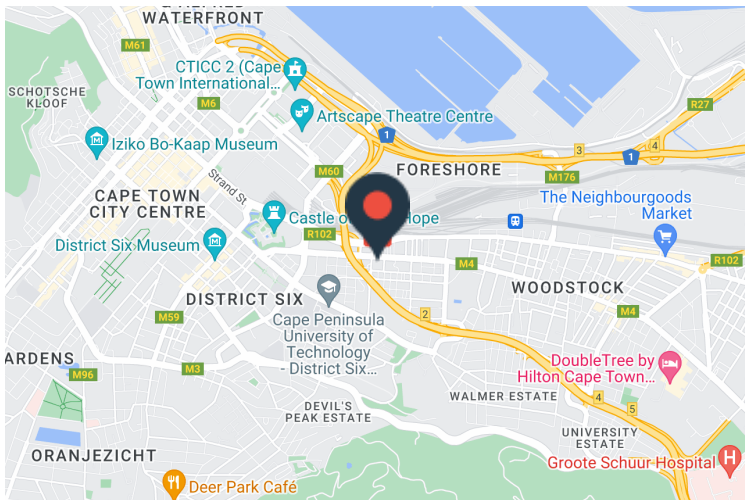 WATERFRONT
M61
CTICC 2 (Cape
Town International...
SCHOTSCHE
KLOOF
M6
R27
Artscape Theatre Centre
1
4
3
1
Iziko Bo-Kaap Museum
M60
FORESHORE
M176
Strand St
CAPE TOWN
CITY CENTRE
The Neighbourgoods
Market
Castle o
ope
R102
District Six Museum
M4
R102
DISTRICT SIX
WOODSTOCK
Cape Peninsula
University of
Technology
- District Six...
M59
2
M4
ARDENS
M3
M96
DoubleTree by
Hilton Cape Town...
WALMER ESTATE
4
5
DEVIL'S
PEAK ESTATE
UNIVERSITY
ESTATE
ORANJEZICHT
Groote Schuur Hospital
H
Deer Park Café